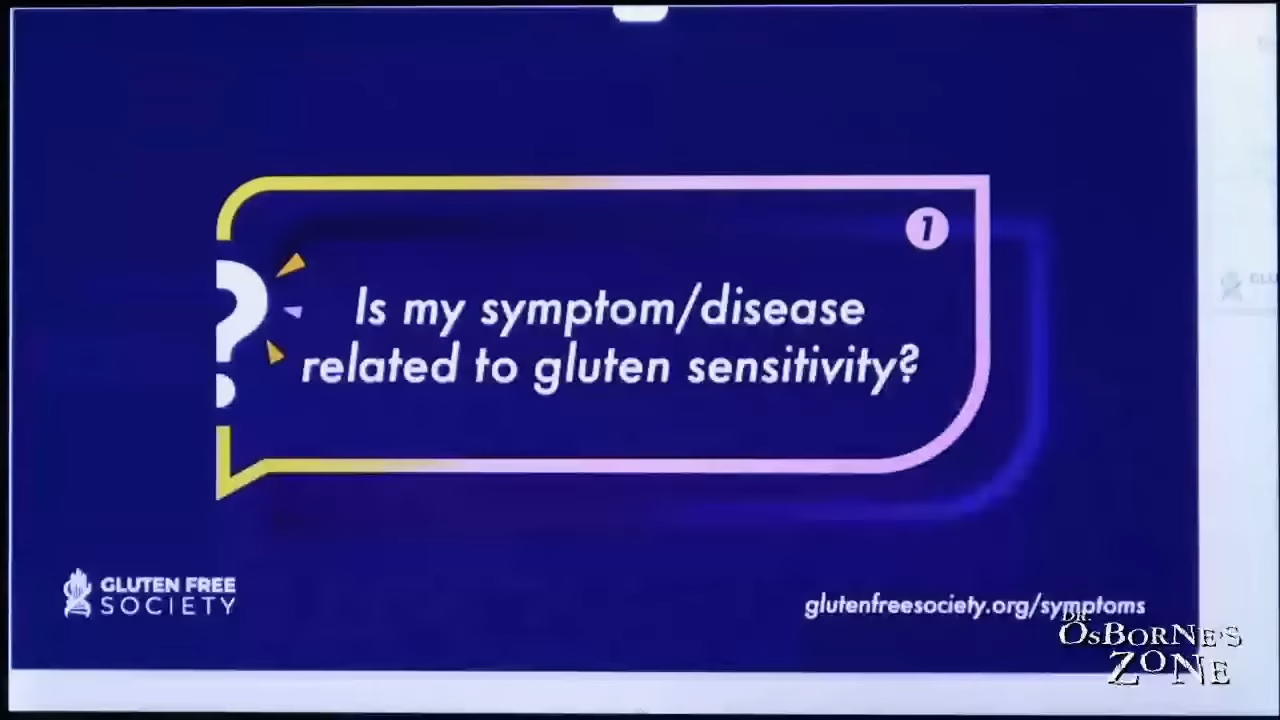 1
Is my symptom/disease
related to gluten sensitivity?
GLUTEN FREE
SOCIETY
glutenfreesociety.org/symptoms
DR.
OSBORNE'S
ZONE